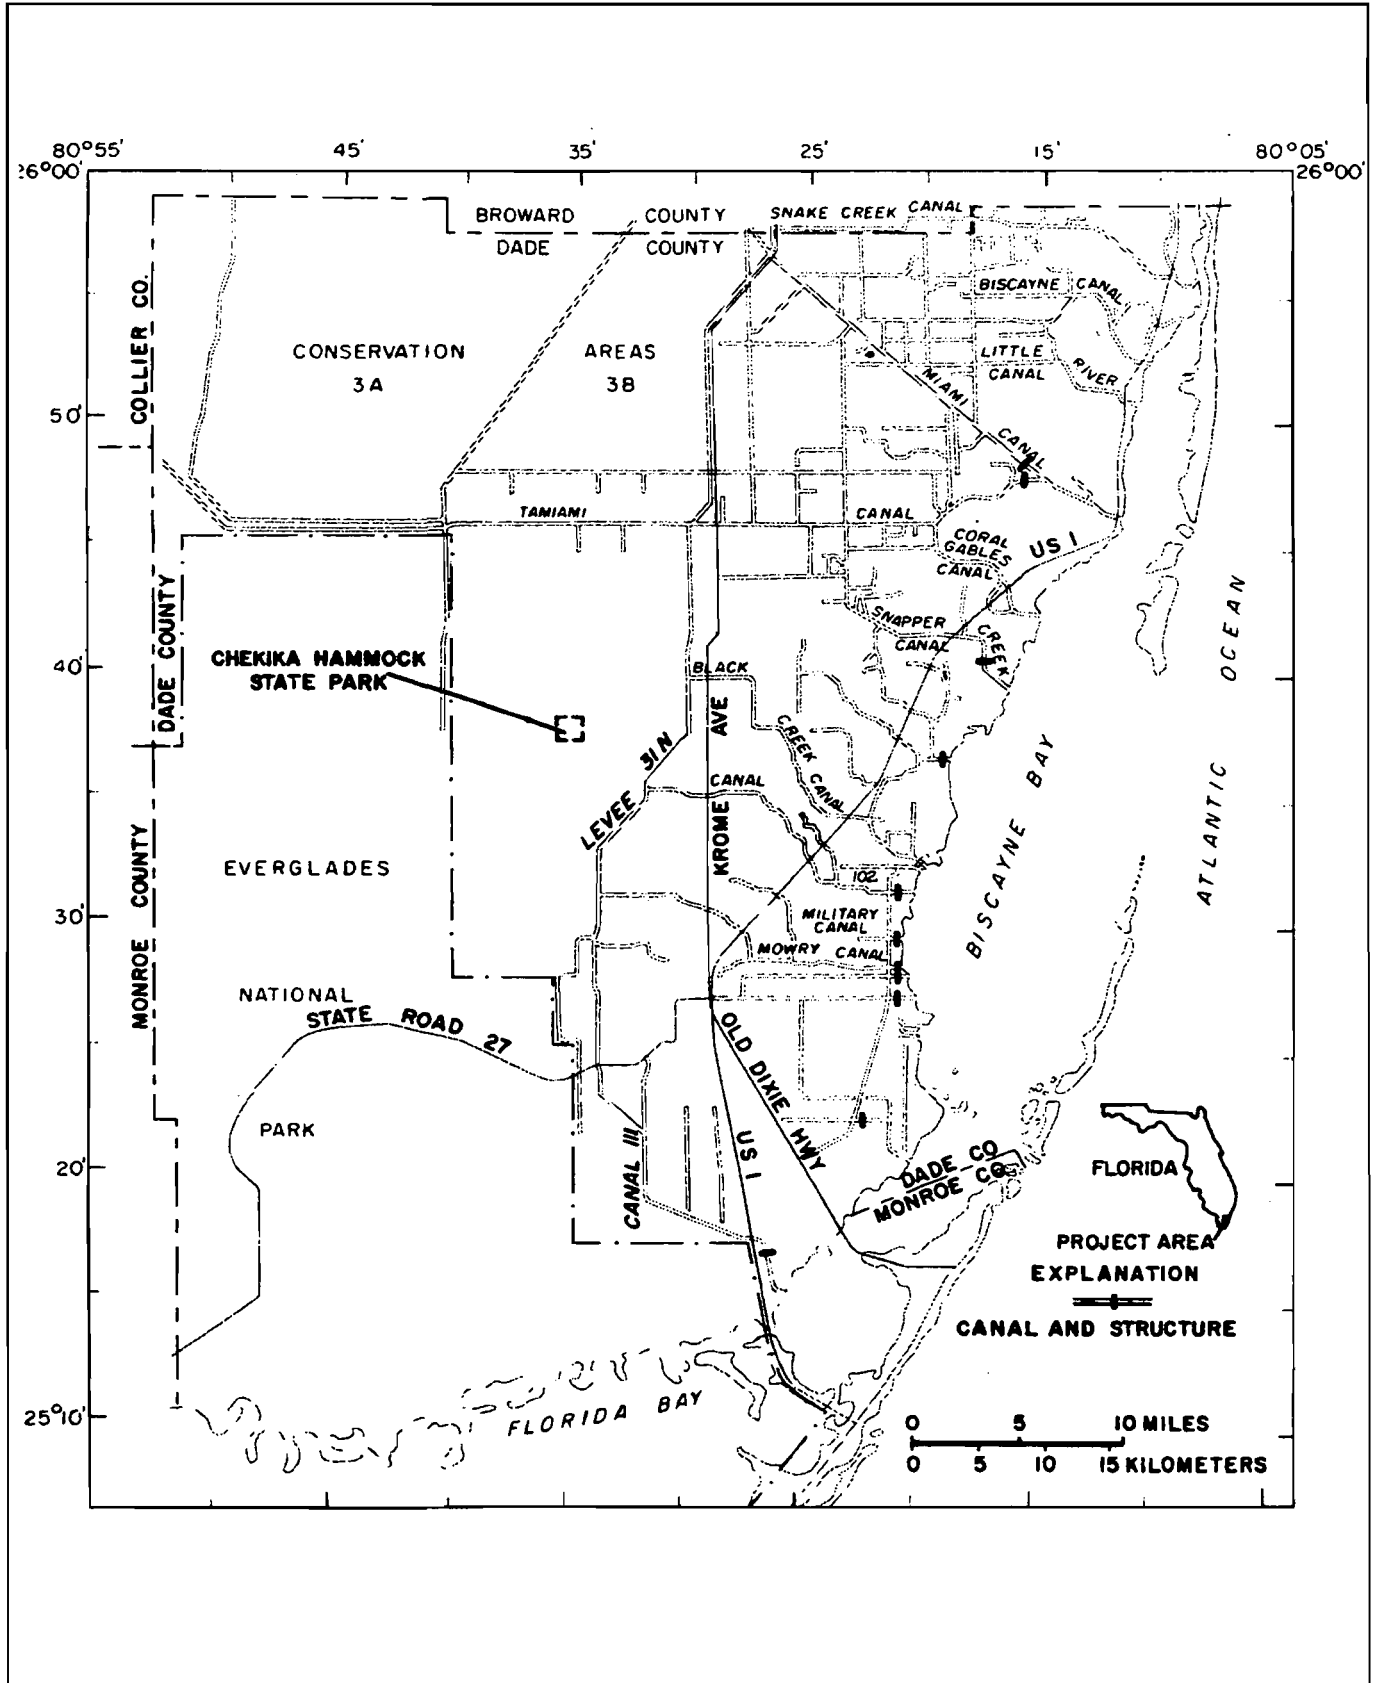 80°55' 45' 35' 25' 15' 80°05'
26°00' 26°00'
BROWARD COUNTY SNAKE CREEK CANAL
DADE COUNTY
COLLIER CO.
BISCAYNE CANAL
CONSERVATION AREAS
3A 3B
LITTLE RIVER
CANAL
MIAMI CANAL
50'
TAMIAMI CANAL
CORAL
GABLES
CANAL
US 1
DADE COUNTY
SNAPPER CREEK
CANAL
ATLANTIC OCEAN
CHEKIKA HAMMOCK
STATE PARK
40'
BLACK
CREEK CANAL
KROME AVE
LEVEE 31N
CANAL
BISCAYNE BAY
MONROE COUNTY
EVERGLADES
102
30'
MILITARY
CANAL
MOWRY CANAL
NATIONAL
STATE ROAD 27
OLD DIXIE HWY
PARK
US 1
CANAL III
20'
DADE CO
MONROE CO
FLORIDA
PROJECT AREA
EXPLANATION
CANAL AND STRUCTURE
FLORIDA BAY
25°10'
0 5 10 MILES
0 5 10 15 KILOMETERS